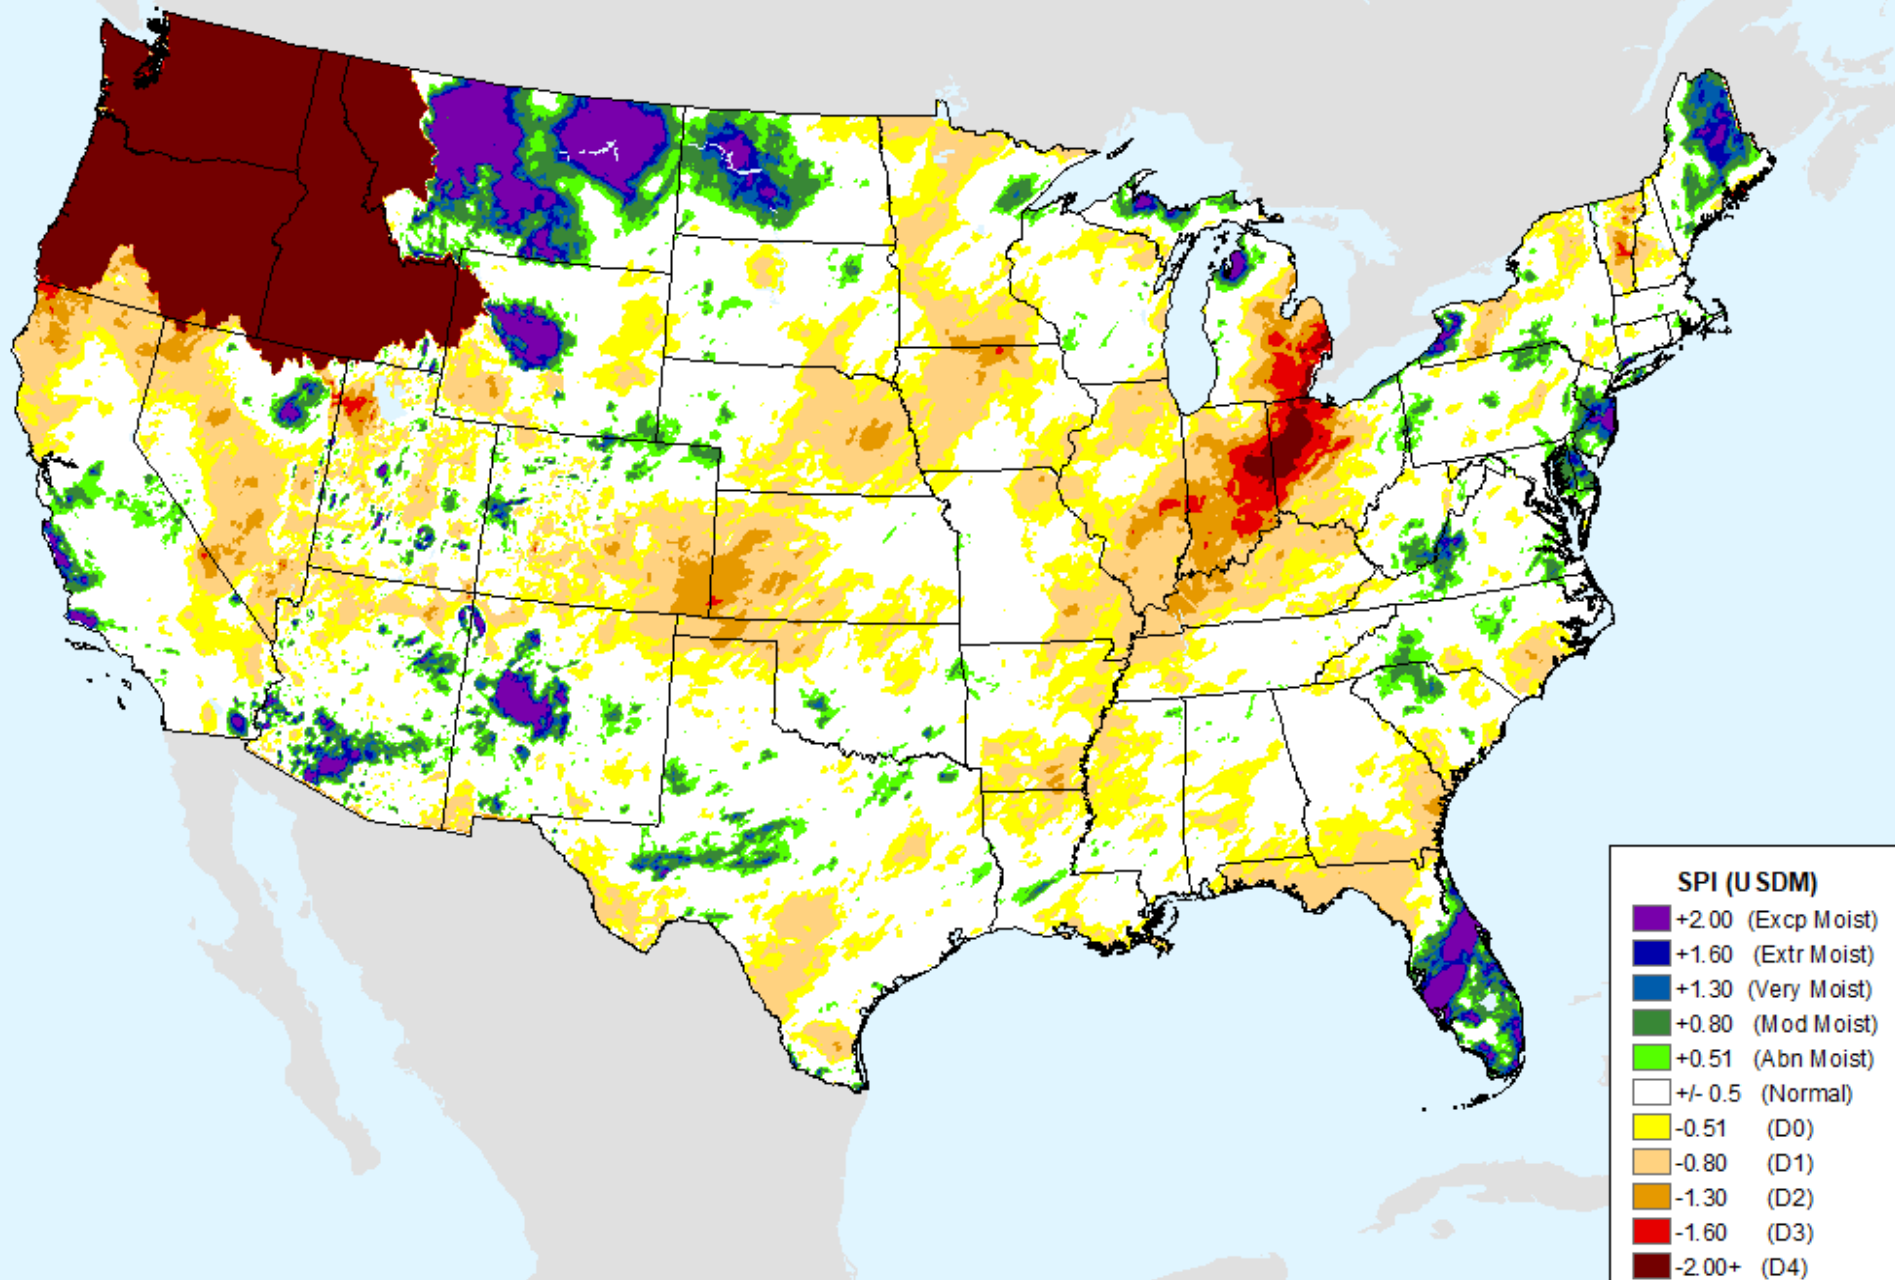 SPI (USDM)
+2.00 (Excp Moist)
+1.60 (Extr Moist)
+1.30 (Very Moist)
+0.80 (Mod Moist)
+0.51 (Abn Moist)
+/- 0.5 (Normal)
-0.51 (D0)
-0.80 (D1)
-1.30 (D2)
-1.60 (D3)
-2.00+ (D4)